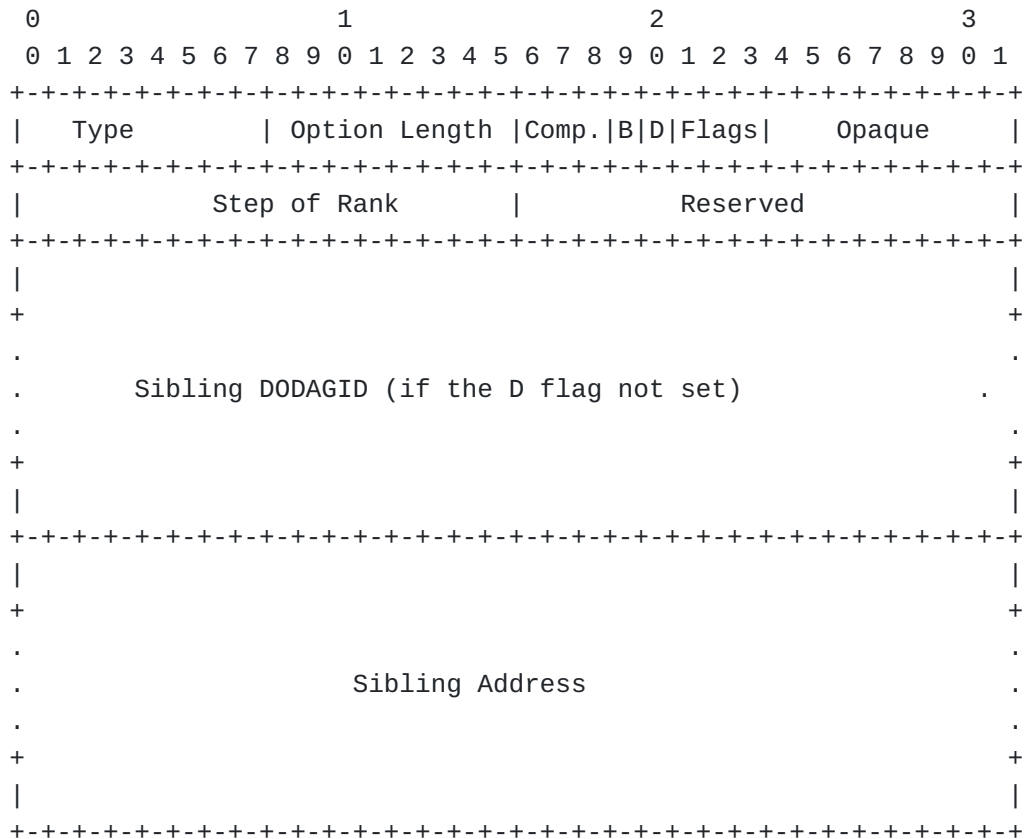 0                   1                   2                   3
 0 1 2 3 4 5 6 7 8 9 0 1 2 3 4 5 6 7 8 9 0 1 2 3 4 5 6 7 8 9 0 1
+-+-+-+-+-+-+-+-+-+-+-+-+-+-+-+-+-+-+-+-+-+-+-+-+-+-+-+-+-+-+-+-+
|   Type        | Option Length |Comp.|B|D|Flags|    Opaque     |
+-+-+-+-+-+-+-+-+-+-+-+-+-+-+-+-+-+-+-+-+-+-+-+-+-+-+-+-+-+-+-+-+
|            Step of Rank       |          Reserved             |
+-+-+-+-+-+-+-+-+-+-+-+-+-+-+-+-+-+-+-+-+-+-+-+-+-+-+-+-+-+-+-+-+
|                                                               |
+                                                               +
.                                                               .
.       Sibling DODAGID (if the D flag not set)               .
.                                                               .
+                                                               +
|                                                               |
+-+-+-+-+-+-+-+-+-+-+-+-+-+-+-+-+-+-+-+-+-+-+-+-+-+-+-+-+-+-+-+-+
|                                                               |
+                                                               +
.                                                               .
.                     Sibling Address                           .
.                                                               .
+                                                               +
|                                                               |
+-+-+-+-+-+-+-+-+-+-+-+-+-+-+-+-+-+-+-+-+-+-+-+-+-+-+-+-+-+-+-+-+